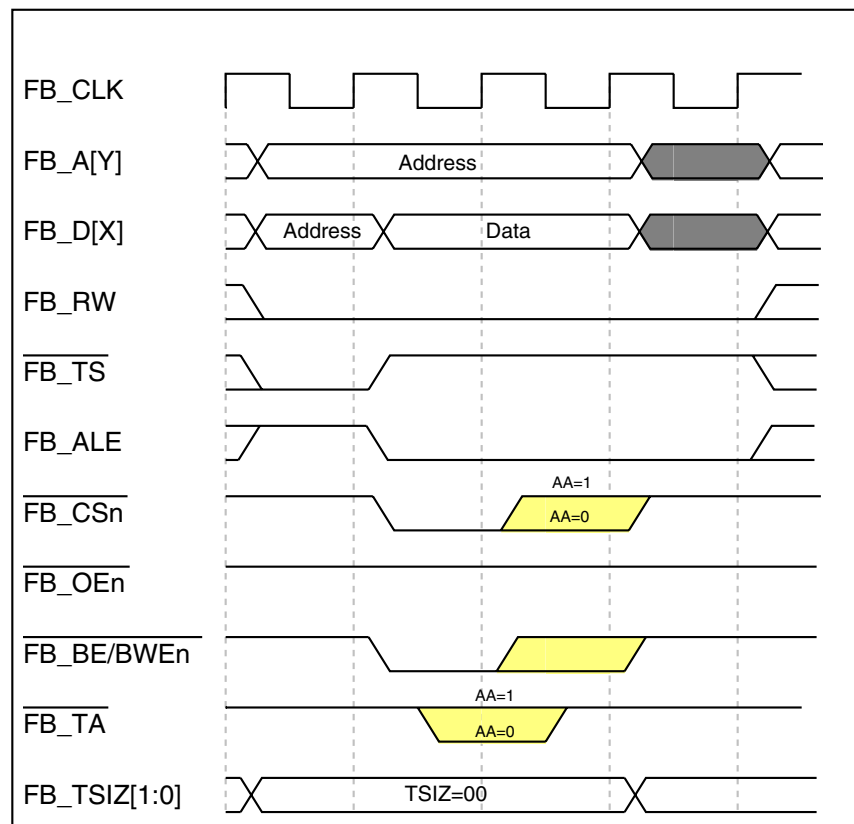 FB_CLK
FB_A[Y]
Address
FB_D[X]
Address
Data
FB_RW
FB_TS
FB_ALE
FB_CSn
AA=1
AA=0
FB_OEn
FB_BE/BWEn
FB_TA
AA=1
AA=0
FB_TSIZ[1:0]
TSIZ=00